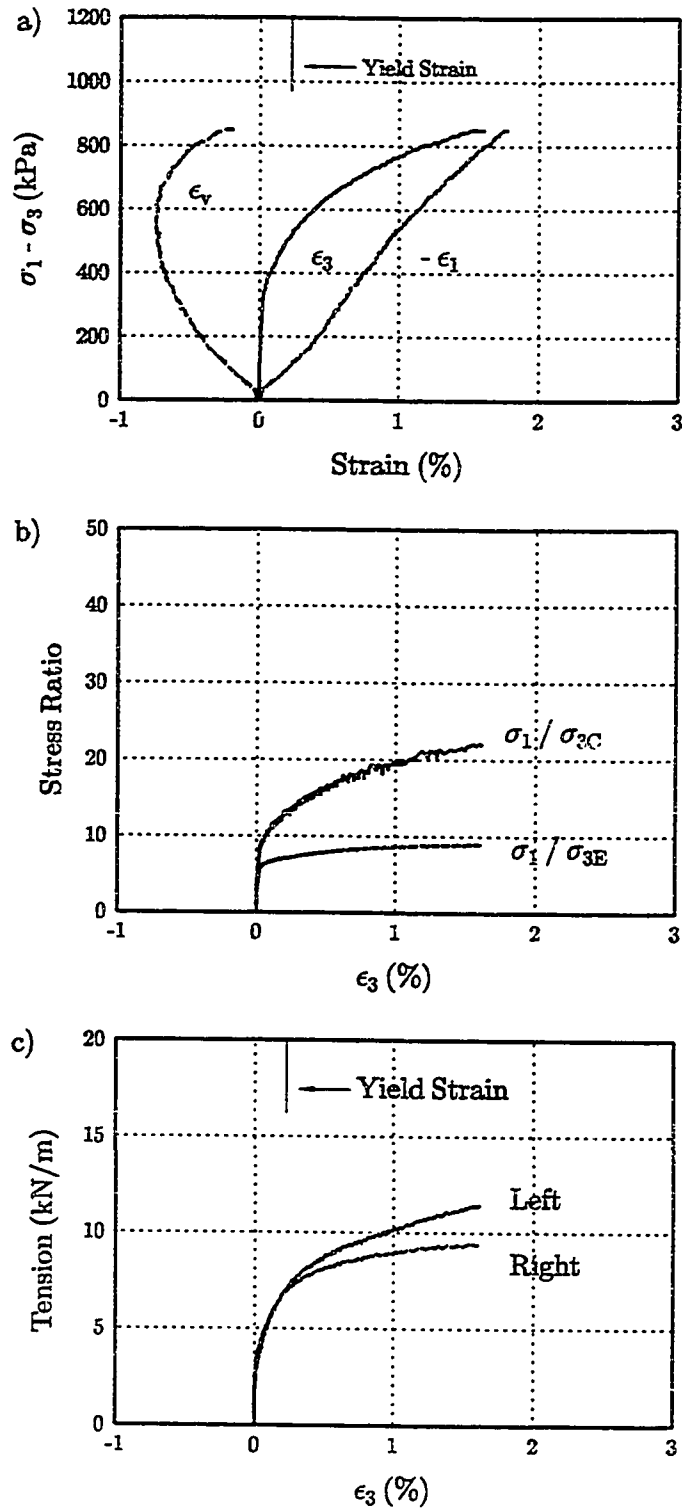 a)
1200
1000
800
600
400
200
0
σ₁ - σ₃ (kPa)
Yield Strain
ϵᵥ
ϵ₃
- ϵ₁
-1 0 1 2 3
Strain (%)
b)
50
40
30
20
10
0
Stress Ratio
σ₁ / σ₃C
σ₁ / σ₃E
-1 0 1 2 3
ϵ₃ (%)
c)
20
15
10
5
0
Tension (kN/m)
Yield Strain
Left
Right
-1 0 1 2 3
ϵ₃ (%)